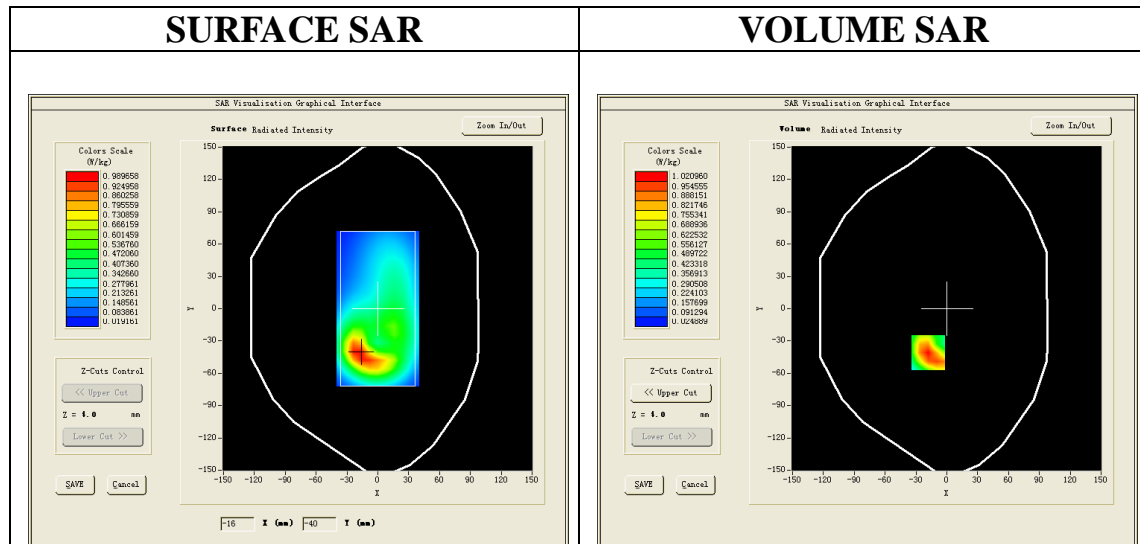 SURFACE SAR
VOLUME SAR
SAR Visualisation Graphical Interface
Surface Radiated Intensity
Zoom In/Out
Colors Scale
(W/kg)
0.989658
0.924958
0.860258
0.795559
0.730859
0.666159
0.601459
0.536760
0.472060
0.407360
0.342660
0.277961
0.213261
0.148561
0.083861
0.019161
150
120
90
60
30
0
-30
-60
-90
-120
-150
Y
-150 -120 -90 -60 -30 0 30 60 90 120 150
X
Z-Cuts Control
<< Upper Cut
Z = 4.0 mm
Lower Cut >>
SAVE
Cancel
-16 X (mm) -40 Y (mm)
SAR Visualisation Graphical Interface
Volume Radiated Intensity
Zoom In/Out
Colors Scale
(W/kg)
1.020960
0.954555
0.888151
0.821746
0.755341
0.688936
0.622532
0.556127
0.489722
0.423318
0.356913
0.290508
0.224103
0.157699
0.091294
0.024889
150
120
90
60
30
0
-30
-60
-90
-120
-150
Y
-150 -120 -90 -60 -30 0 30 60 90 120 150
X
Z-Cuts Control
<< Upper Cut
Z = 4.0 mm
Lower Cut >>
SAVE
Cancel